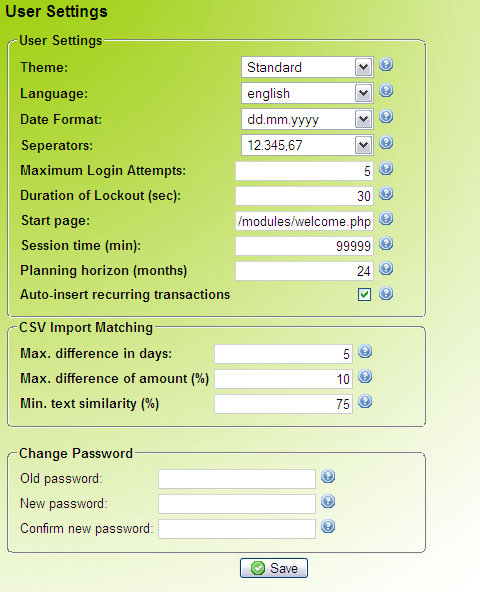 User Settings
User Settings
Theme: Standard
Language: english
Date Format: dd.mm.yyyy
Seperators: 12.345,67
Maximum Login Attempts: 5
Duration of Lockout (sec): 30
Start page: /modules/welcome.php
Session time (min): 99999
Planning horizon (months) 24
Auto-insert recurring transactions
CSV Import Matching
Max. difference in days: 5
Max. difference of amount (%) 10
Min. text similarity (%) 75
Change Password
Old password:
New password:
Confirm new password:
Save